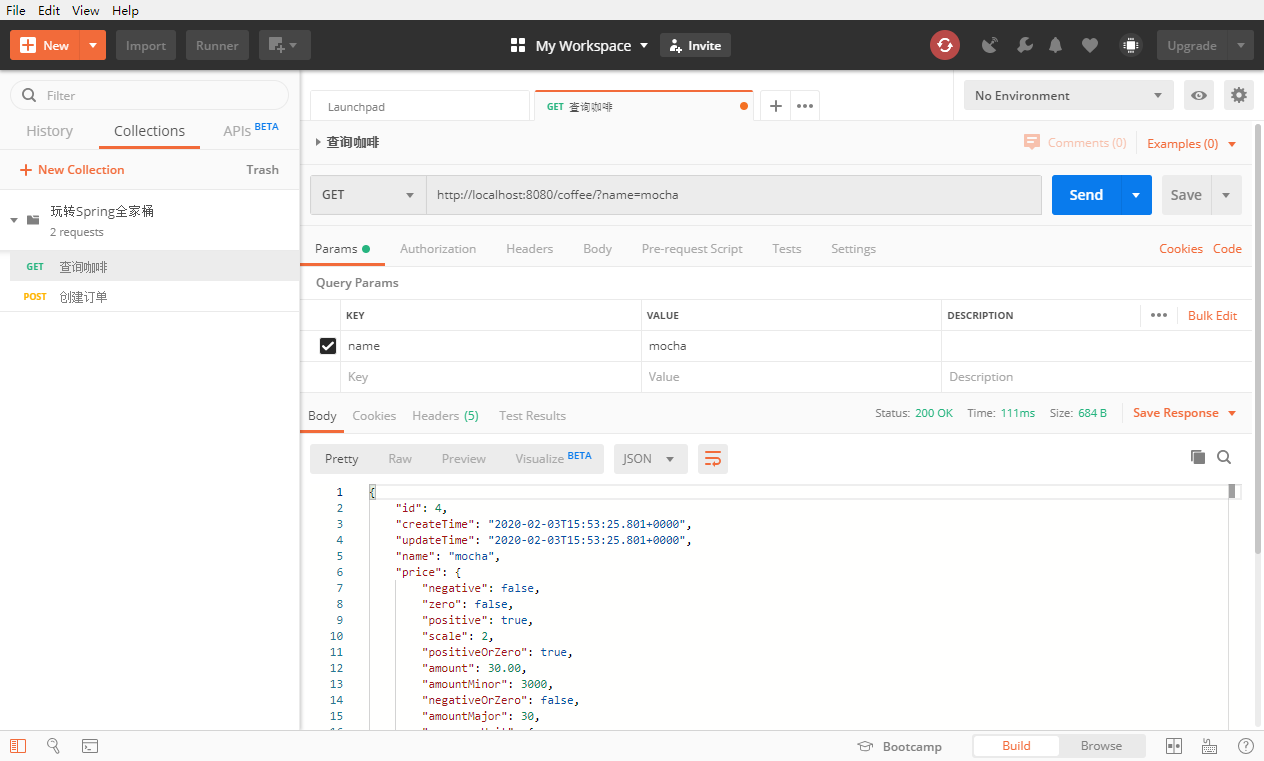 File Edit View Help
New Import Runner My Workspace Invite Upgrade
Filter
Launchpad GET 查询咖啡 No Environment
History Collections APIs BETA
查询咖啡 Comments (0) Examples (0)
New Collection Trash
GET http://localhost:8080/coffee/?name=mocha Send Save
玩转Spring全家桶
2 requests
Params Authorization Headers Body Pre-request Script Tests Settings Cookies Code
GET 查询咖啡
POST 创建订单
Query Params
KEY VALUE DESCRIPTION Bulk Edit
name mocha
Key Value Description
Body Cookies Headers (5) Test Results Status: 200 OK Time: 111ms Size: 684 B Save Response
Pretty Raw Preview Visualize BETA JSON
1 {
2 "id": 4,
3 "createTime": "2020-02-03T15:53:25.801+0000",
4 "updateTime": "2020-02-03T15:53:25.801+0000",
5 "name": "mocha",
6 "price": {
7 "negative": false,
8 "zero": false,
9 "positive": true,
10 "scale": 2,
11 "positiveOrZero": true,
12 "amount": 30.00,
13 "amountMinor": 3000,
14 "negativeOrZero": false,
15 "amountMajor": 30,
Bootcamp Build Browse